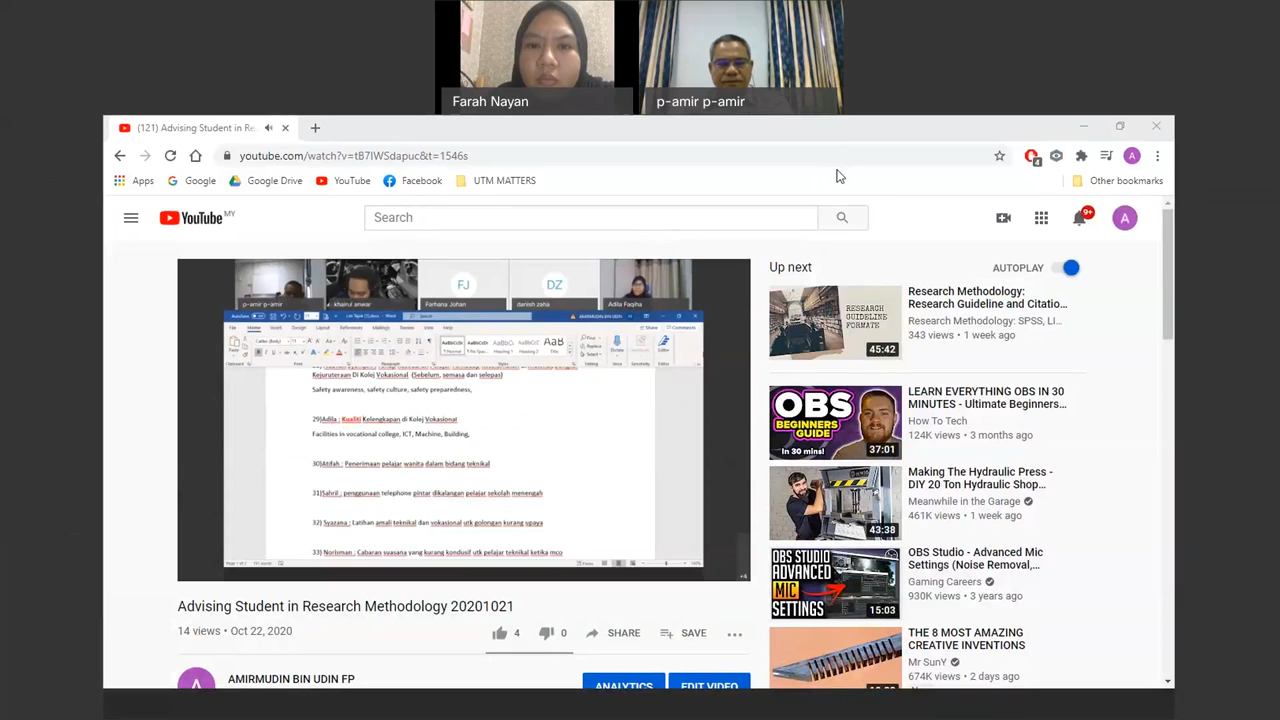 Farah Nayan
p-amir p-amir
(121) Advising Student in Re
youtube.com/watch?v=tB7IWSdapuc&t=1546s
4
A
Apps
Google
Google Drive
YouTube
Facebook
UTM MATTERS
Other bookmarks
YouTube MY
Search
9+
A
p-amir p-amir
khairul anwar
FJ
Farhana Johan
DZ
danish zaha
Adila Faqiha
Kejuruteraan Di Kolej Vokasional (Sebelum, semasa dan selepas)
Safety awareness, safety culture, safety preparedness,
29)Adila : Kualiti Kelengkapan di Kolej Vokasional
Facilities in vocational college, ICT, Machine, Building,
30)Atifah : Penerimaan pelajar wanita dalam bidang teknikal
31)Sahril : penggunaan telephone pintar dikalangan pelajar sekolah menengah
32) Syazana : Latihan amali teknikal dan vokasional utk golongan kurang upaya
33) Norisman : Cabaran suasana yang kurang kondusif utk pelajar teknikal ketika mco
Advising Student in Research Methodology 20201021
14 views • Oct 22, 2020
4
0
SHARE
SAVE
A
AMIRMUDIN BIN UDIN FP
ANALYTICS
EDIT VIDEO
Up next
AUTOPLAY
RESEARCH
GUIDELINE
FORMATE
45:42
Research Methodology:
Research Guideline and Citatio...
Research Methodology: SPSS, LI...
343 views • 1 week ago
OBS
BEGINNERS
GUIDE
In 30 mins!
37:01
LEARN EVERYTHING OBS IN 30
MINUTES - Ultimate Beginners...
How To Tech
124K views • 3 months ago
43:38
Making The Hydraulic Press -
DIY 20 Ton Hydraulic Shop...
Meanwhile in the Garage
461K views • 1 week ago
OBS STUDIO
ADVANCED
MIC
SETTINGS
15:03
OBS Studio - Advanced Mic
Settings (Noise Removal,...
Gaming Careers
930K views • 3 years ago
THE 8 MOST AMAZING
CREATIVE INVENTIONS
Mr SunY
674K views • 2 days ago